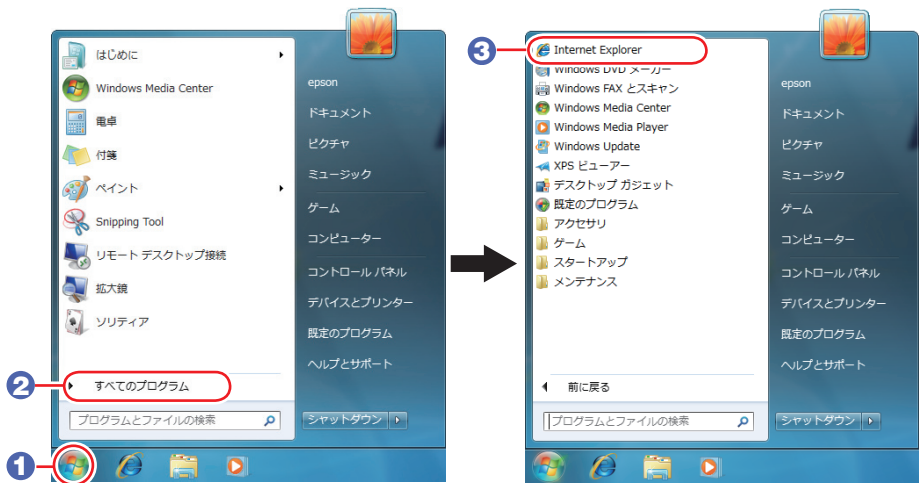 はじめに
Windows Media Center
電卓
付箋
ペイント
Snipping Tool
リモート デスクトップ接続
拡大鏡
ソリティア
2
すべてのプログラム
プログラムとファイルの検索
1
epson
ドキュメント
ピクチャ
ミュージック
ゲーム
コンピューター
コントロール パネル
デバイスとプリンター
既定のプログラム
ヘルプとサポート
シャットダウン
3
Internet Explorer
Windows DVD メーカー
Windows FAX とスキャン
Windows Media Center
Windows Media Player
Windows Update
XPS ビューアー
デスクトップ ガジェット
既定のプログラム
アクセサリ
ゲーム
スタートアップ
メンテナンス
前に戻る
プログラムとファイルの検索
epson
ドキュメント
ピクチャ
ミュージック
ゲーム
コンピューター
コントロール パネル
デバイスとプリンター
既定のプログラム
ヘルプとサポート
シャットダウン